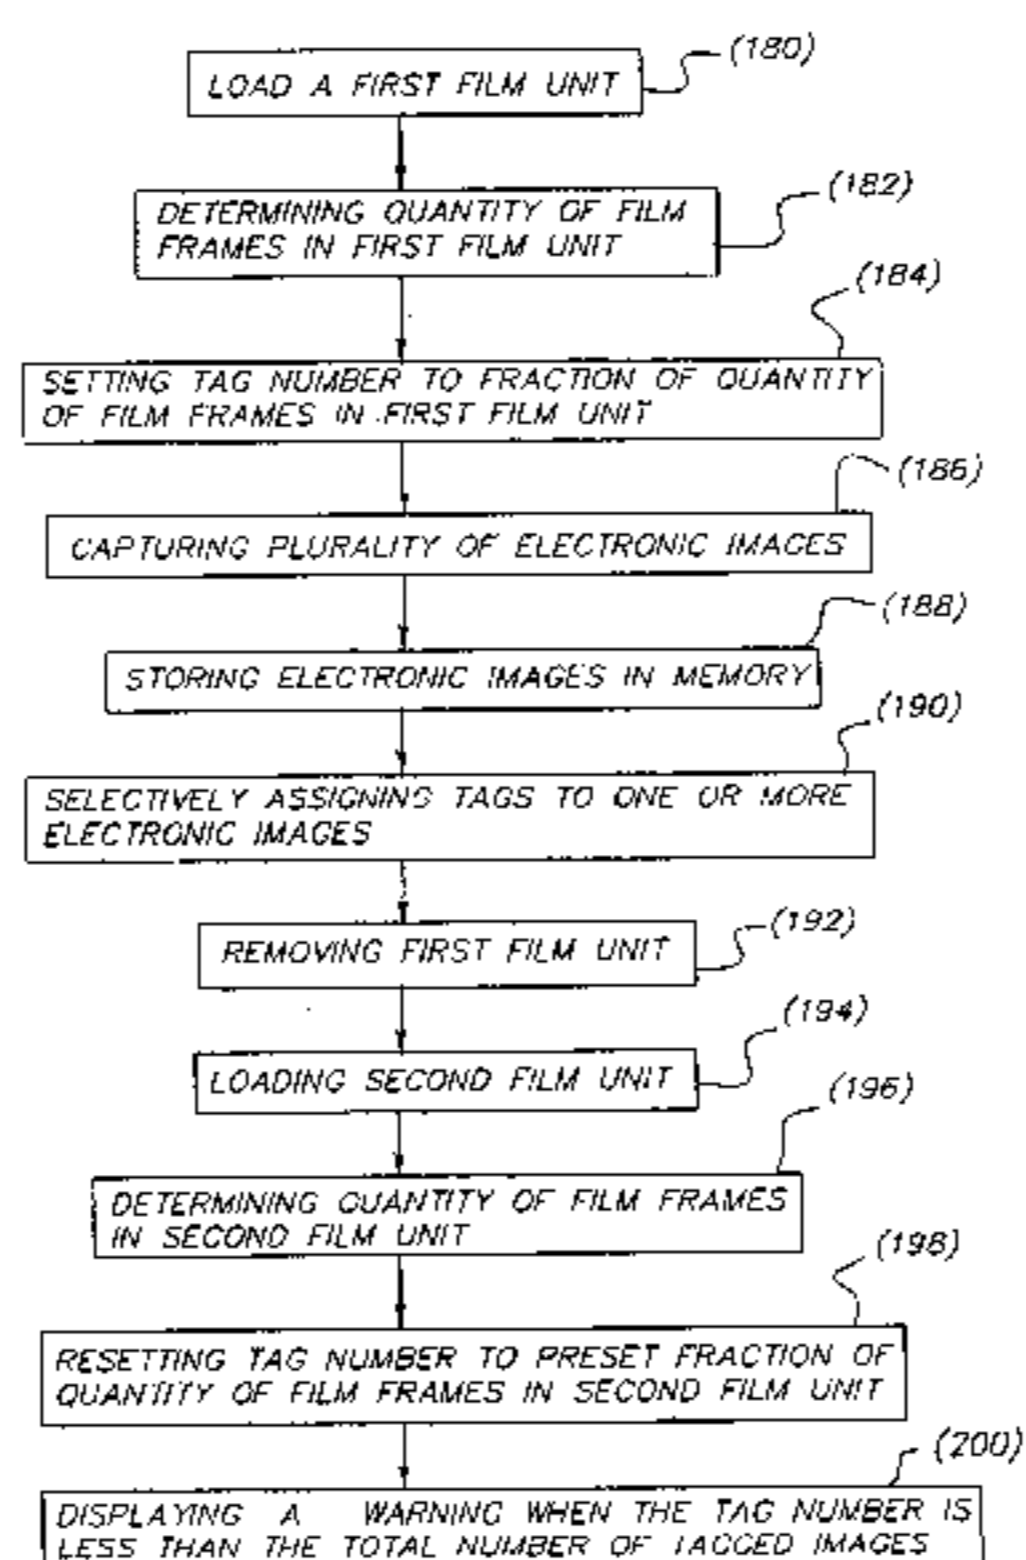 (180)
LOAD A FIRST FILM UNIT
(182)
DETERMINING QUANTITY OF FILM
FRAMES IN FIRST FILM UNIT
(184)
SETTING TAG NUMBER TO FRACTION OF QUANTITY
OF FILM FRAMES IN FIRST FILM UNIT
(186)
CAPTURING PLURALITY OF ELECTRONIC IMAGES
(188)
STORING ELECTRONIC IMAGES IN MEMORY
(190)
SELECTIVELY ASSIGNING TAGS TO ONE OR MORE
ELECTRONIC IMAGES
(192)
REMOVING FIRST FILM UNIT
(194)
LOADING SECOND FILM UNIT
(196)
DETERMINING QUANTITY OF FILM FRAMES
IN SECOND FILM UNIT
(198)
RESETTING TAG NUMBER TO PRESET FRACTION OF
QUANTITY OF FILM FRAMES IN SECOND FILM UNIT
(200)
DISPLAYING A WARNING WHEN THE TAG NUMBER IS
LESS THAN THE TOTAL NUMBER OF TAGGED IMAGES